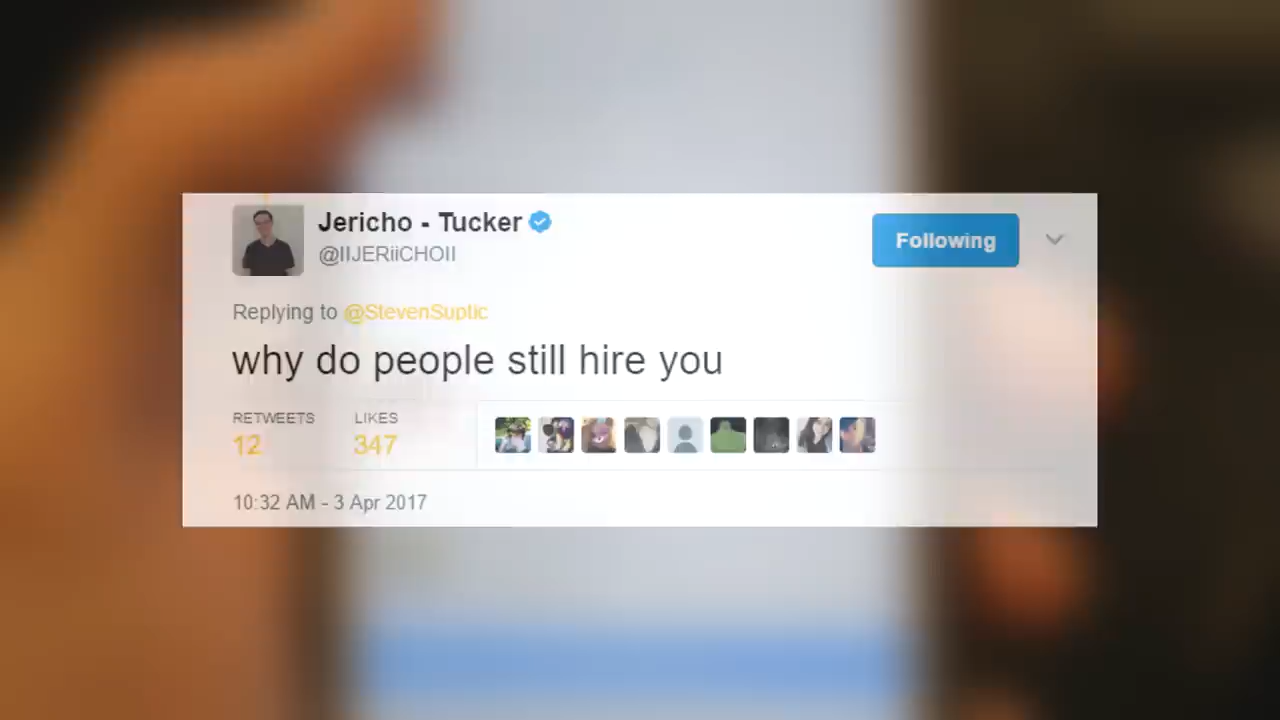 Jericho - Tucker
@IIJERiiCHOII
Following
Replying to @StevenSuptic
why do people still hire you
RETWEETS LIKES
12 347
10:32 AM - 3 Apr 2017